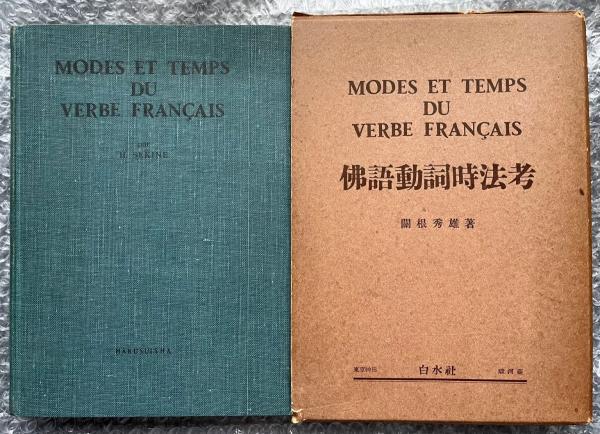 MODES ET TEMPS
DU
VERBE FRANÇAIS
PAR
H. SEKINE
HAKUSUISHA
MODES ET TEMPS
DU
VERBE FRANÇAIS
佛語動詞時法考
關根秀雄著
東京神田 白水社 駿河臺